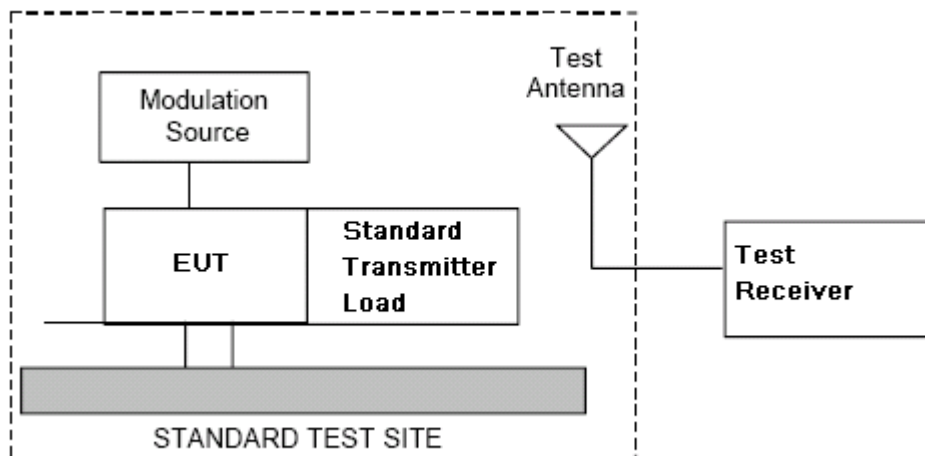 Test
Antenna
Modulation
Source
EUT
Standard
Transmitter
Load
Test
Receiver
STANDARD TEST SITE